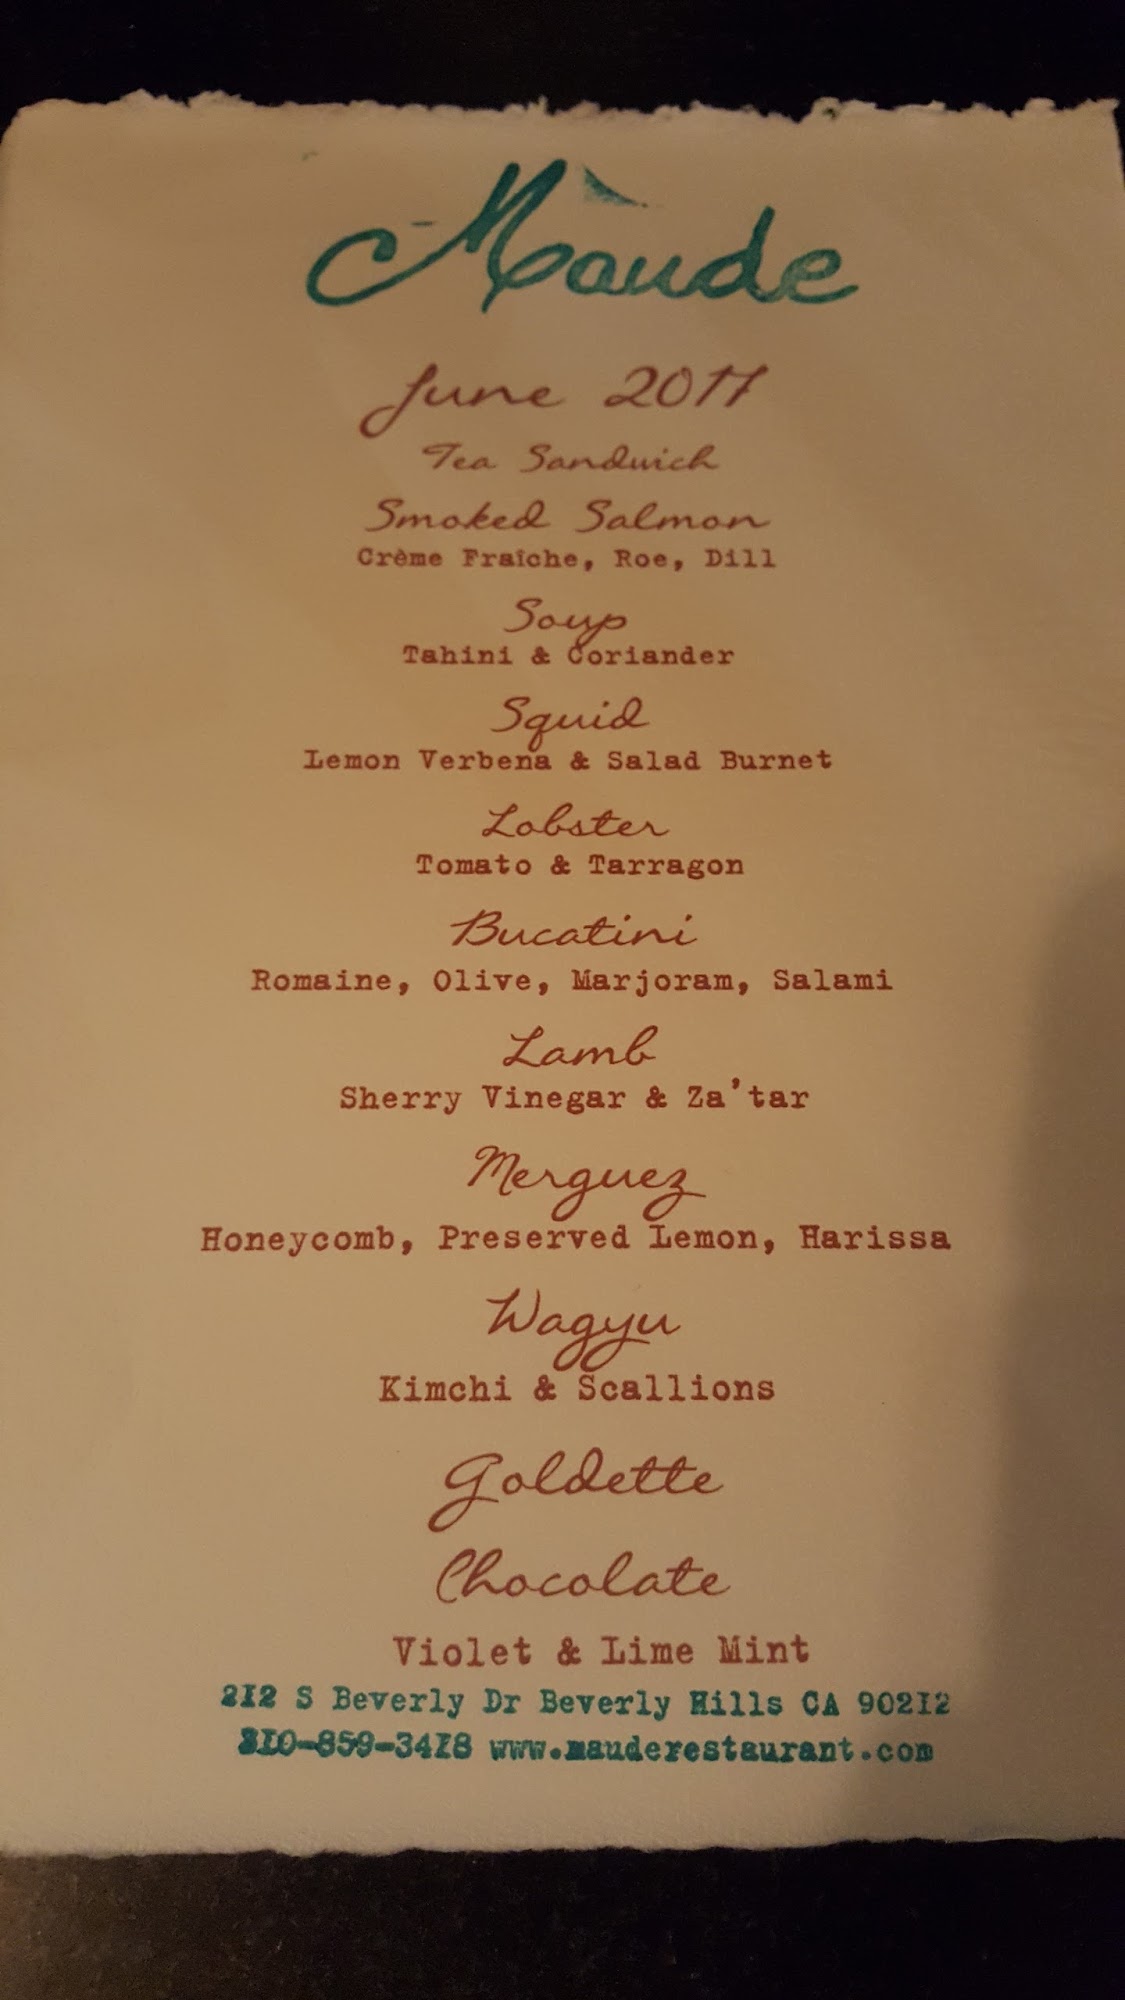 Maude
June 2017
Tea Sandwich
Smoked Salmon
Crème Fraîche, Roe, Dill
Soup
Tahini & Coriander
Squid
Lemon Verbena & Salad Burnet
Lobster
Tomato & Tarragon
Bucatini
Romaine, Olive, Marjoram, Salami
Lamb
Sherry Vinegar & Za'tar
Merguez
Honeycomb, Preserved Lemon, Harissa
Wagyu
Kimchi & Scallions
Goldette
Chocolate
Violet & Lime Mint
212 S Beverly Dr Beverly Hills CA 90212
310-859-3418 www.mauderestaurant.com